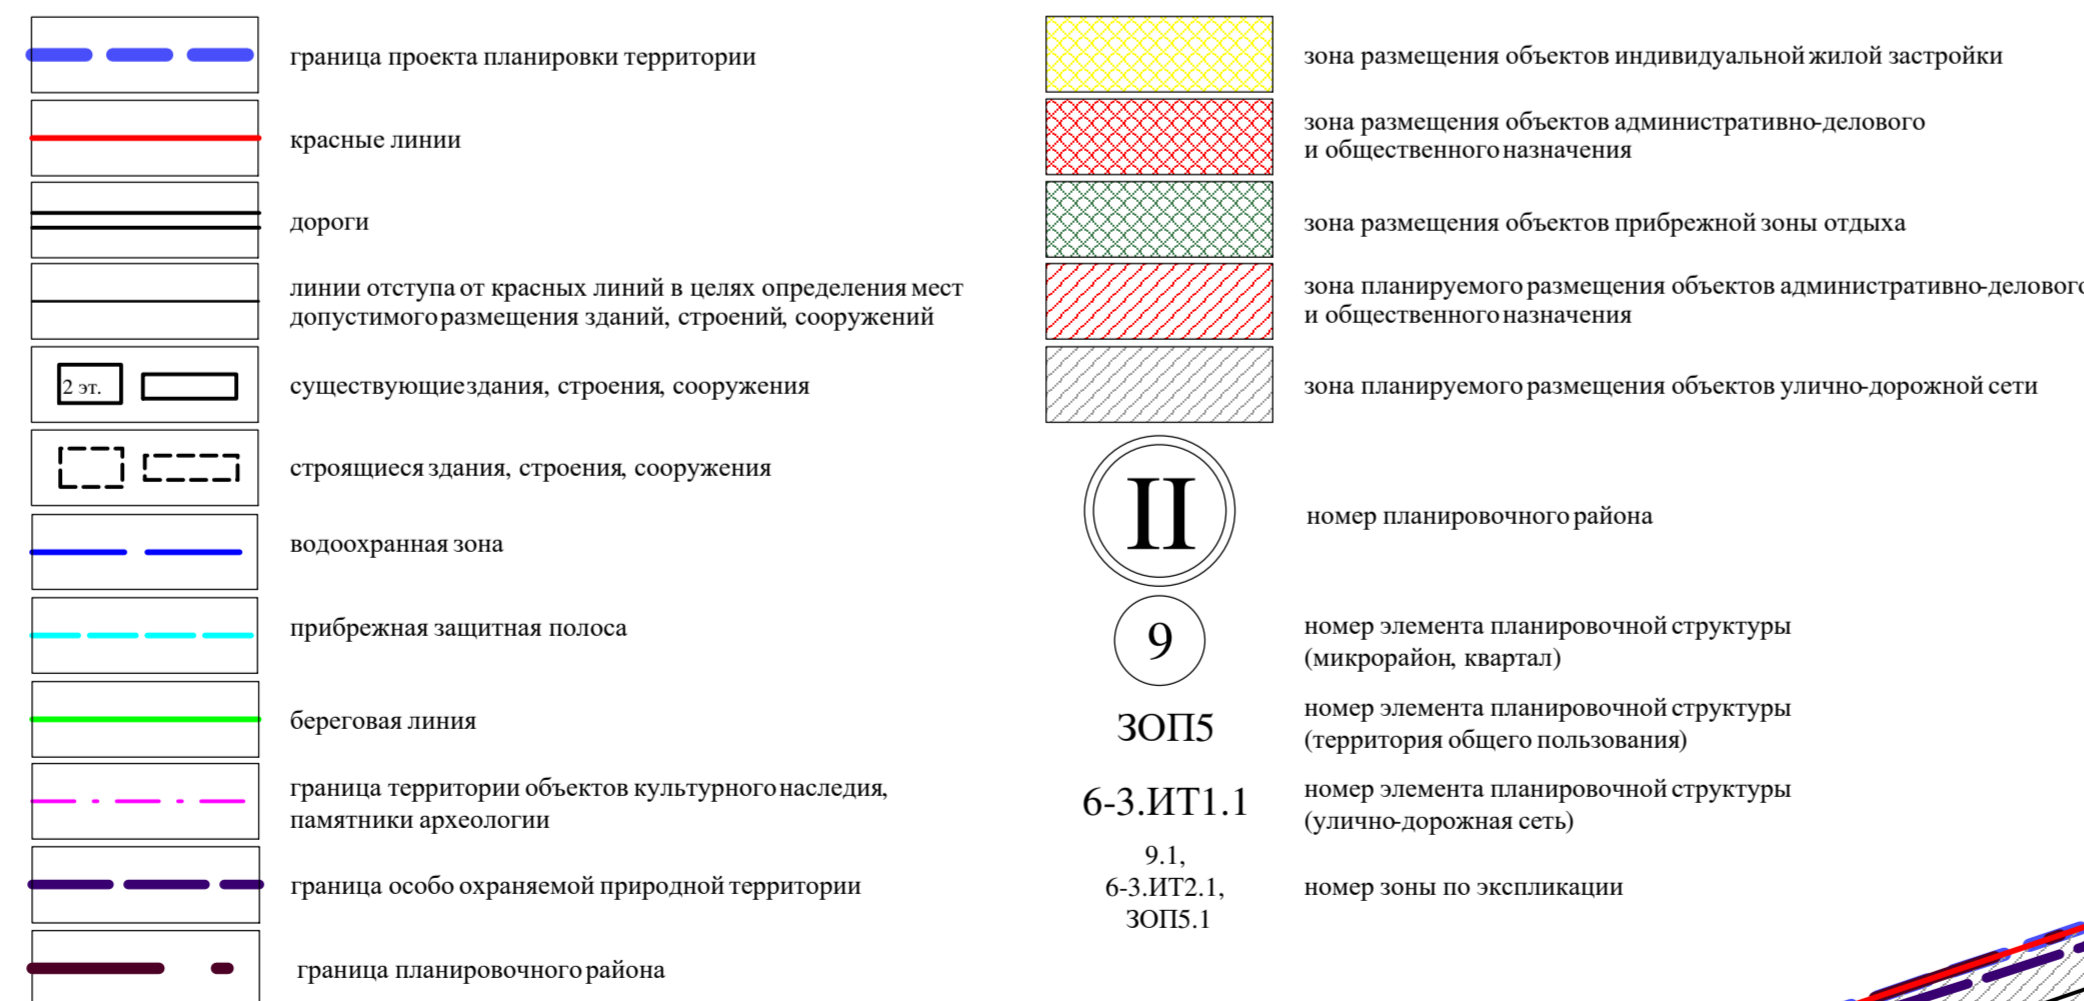 граница проекта планировки территории
красные линии
дороги
линии отступа от красных линий в целях определения мест
допустимого размещения зданий, строений, сооружений
2 эт.
существующие здания, строения, сооружения
строящиеся здания, строения, сооружения
водоохранная зона
прибрежная защитная полоса
береговая линия
граница территории объектов культурного наследия,
памятники археологии
граница особо охраняемой природной территории
граница планировочного района
зона размещения объектов индивидуальной жилой застройки
зона размещения объектов административно-делового
и общественного назначения
зона размещения объектов прибрежной зоны отдыха
зона планируемого размещения объектов административно-делового
и общественного назначения
зона планируемого размещения объектов улично-дорожной сети
II
номер планировочного района
9
номер элемента планировочной структуры
(микрорайон, квартал)
ЗОП5
номер элемента планировочной структуры
(территория общего пользования)
6-3.ИТ1.1
номер элемента планировочной структуры
(улично-дорожная сеть)
9.1,
6-3.ИТ2.1,
ЗОП5.1
номер зоны по экспликации